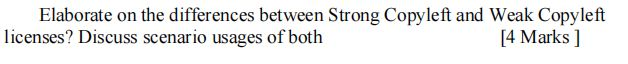 Elaborate on the differences between Strong Copyleft and Weak Copyleft
licenses? Discuss scenario usages of both [4 Marks ]